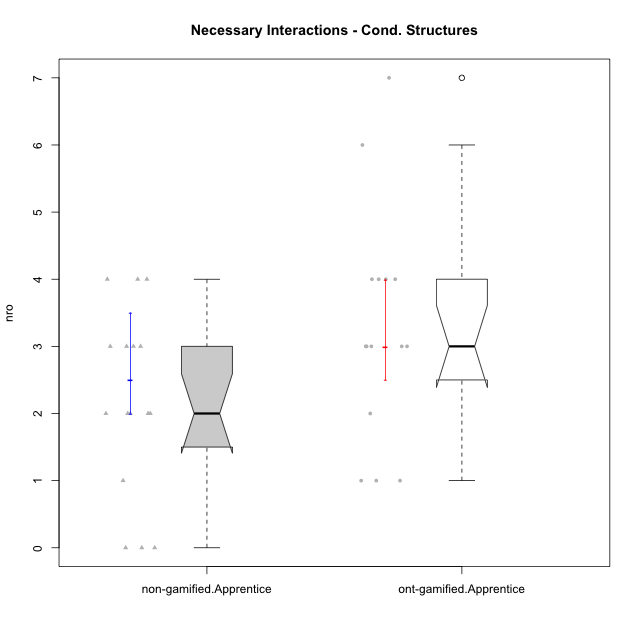 Necessary Interactions - Cond. Structures
7
6
5
4
3
2
1
0
nro
non-gamified.Apprentice
ont-gamified.Apprentice